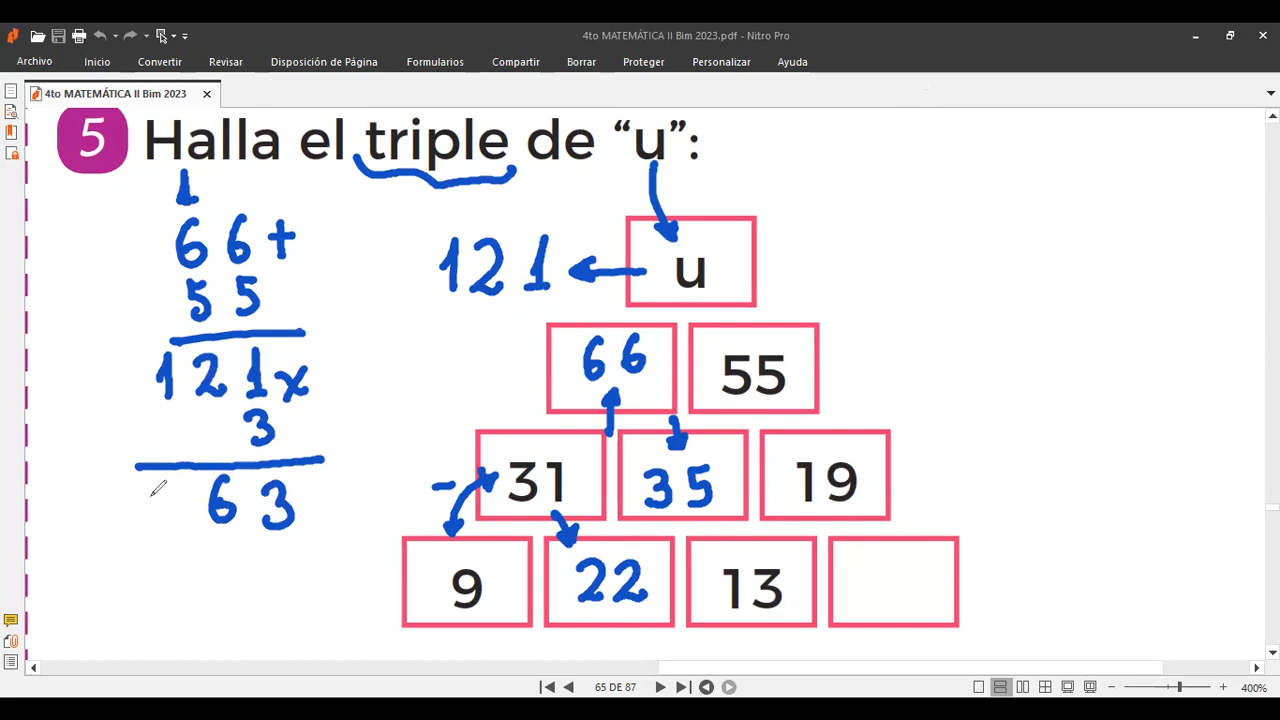 4to MATEMÁTICA II Bim 2023.pdf - Nitro Pro
Archivo Inicio Convertir Revisar Disposición de Página Formularios Compartir Borrar Proteger Personalizar Ayuda
4to MATEMÁTICA II Bim 2023
5 Halla el triple de “u”:
1
66+
55
121x
3
63
121 u
66 55
- 31 35 19
9 22 13
65 DE 87
400%